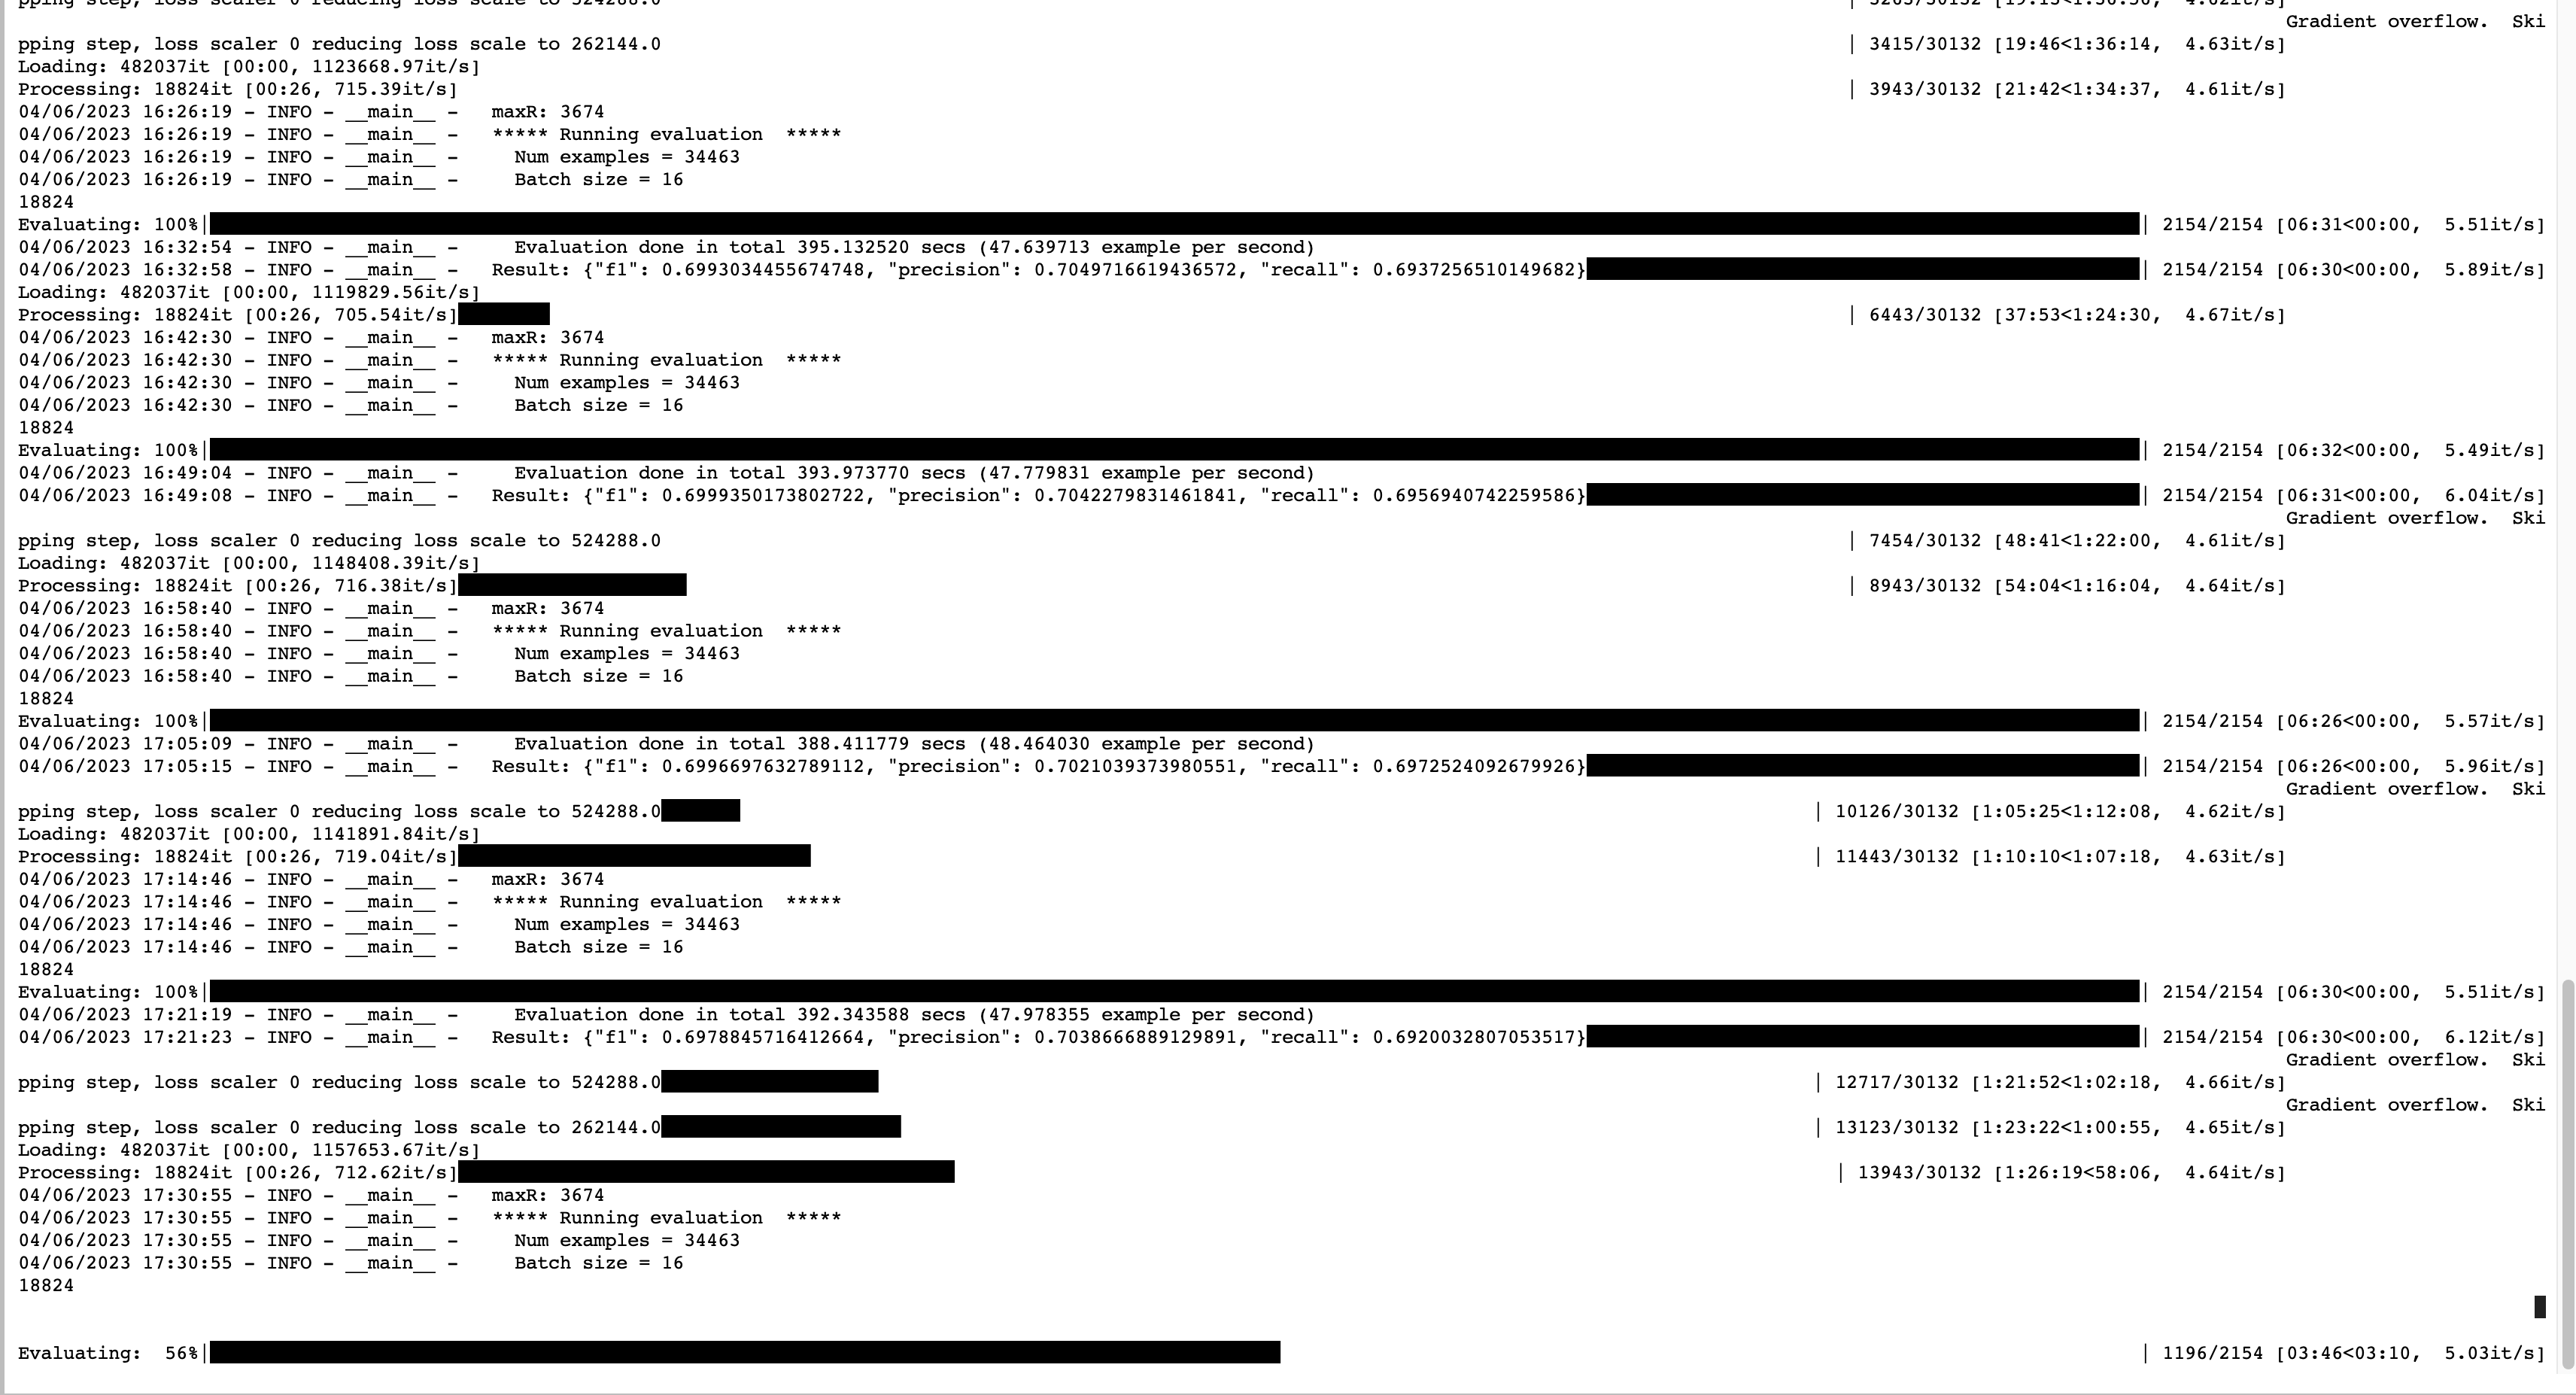 pping step, loss scaler 0 reducing loss scale to 524288.0 | 3263/30132 [19:13<1:36:56, 4.62it/s]
Gradient overflow. Ski
pping step, loss scaler 0 reducing loss scale to 262144.0 | 3415/30132 [19:46<1:36:14, 4.63it/s]
Loading: 482037it [00:00, 1123668.97it/s]
Processing: 18824it [00:26, 715.39it/s] | 3943/30132 [21:42<1:34:37, 4.61it/s]
04/06/2023 16:26:19 - INFO - __main__ - maxR: 3674
04/06/2023 16:26:19 - INFO - __main__ - ***** Running evaluation *****
04/06/2023 16:26:19 - INFO - __main__ - Num examples = 34463
04/06/2023 16:26:19 - INFO - __main__ - Batch size = 16
18824
Evaluating: 100%| | 2154/2154 [06:31<00:00, 5.51it/s]
04/06/2023 16:32:54 - INFO - __main__ - Evaluation done in total 395.132520 secs (47.639713 example per second)
04/06/2023 16:32:58 - INFO - __main__ - Result: {"f1": 0.6993034455674748, "precision": 0.7049716619436572, "recall": 0.6937256510149682} | 2154/2154 [06:30<00:00, 5.89it/s]
Loading: 482037it [00:00, 1119829.56it/s]
Processing: 18824it [00:26, 705.54it/s] | 6443/30132 [37:53<1:24:30, 4.67it/s]
04/06/2023 16:42:30 - INFO - __main__ - maxR: 3674
04/06/2023 16:42:30 - INFO - __main__ - ***** Running evaluation *****
04/06/2023 16:42:30 - INFO - __main__ - Num examples = 34463
04/06/2023 16:42:30 - INFO - __main__ - Batch size = 16
18824
Evaluating: 100%| | 2154/2154 [06:32<00:00, 5.49it/s]
04/06/2023 16:49:04 - INFO - __main__ - Evaluation done in total 393.973770 secs (47.779831 example per second)
04/06/2023 16:49:08 - INFO - __main__ - Result: {"f1": 0.6999350173802722, "precision": 0.7042279831461841, "recall": 0.6956940742259586} | 2154/2154 [06:31<00:00, 6.04it/s]
Gradient overflow. Ski
pping step, loss scaler 0 reducing loss scale to 524288.0 | 7454/30132 [48:41<1:22:00, 4.61it/s]
Loading: 482037it [00:00, 1148408.39it/s]
Processing: 18824it [00:26, 716.38it/s] | 8943/30132 [54:04<1:16:04, 4.64it/s]
04/06/2023 16:58:40 - INFO - __main__ - maxR: 3674
04/06/2023 16:58:40 - INFO - __main__ - ***** Running evaluation *****
04/06/2023 16:58:40 - INFO - __main__ - Num examples = 34463
04/06/2023 16:58:40 - INFO - __main__ - Batch size = 16
18824
Evaluating: 100%| | 2154/2154 [06:26<00:00, 5.57it/s]
04/06/2023 17:05:09 - INFO - __main__ - Evaluation done in total 388.411779 secs (48.464030 example per second)
04/06/2023 17:05:15 - INFO - __main__ - Result: {"f1": 0.6996697632789112, "precision": 0.7021039373980551, "recall": 0.6972524092679926} | 2154/2154 [06:26<00:00, 5.96it/s]
Gradient overflow. Ski
pping step, loss scaler 0 reducing loss scale to 524288.0 | 10126/30132 [1:05:25<1:12:08, 4.62it/s]
Loading: 482037it [00:00, 1141891.84it/s]
Processing: 18824it [00:26, 719.04it/s] | 11443/30132 [1:10:10<1:07:18, 4.63it/s]
04/06/2023 17:14:46 - INFO - __main__ - maxR: 3674
04/06/2023 17:14:46 - INFO - __main__ - ***** Running evaluation *****
04/06/2023 17:14:46 - INFO - __main__ - Num examples = 34463
04/06/2023 17:14:46 - INFO - __main__ - Batch size = 16
18824
Evaluating: 100%| | 2154/2154 [06:30<00:00, 5.51it/s]
04/06/2023 17:21:19 - INFO - __main__ - Evaluation done in total 392.343588 secs (47.978355 example per second)
04/06/2023 17:21:23 - INFO - __main__ - Result: {"f1": 0.6978845716412664, "precision": 0.7038666889129891, "recall": 0.6920032807053517} | 2154/2154 [06:30<00:00, 6.12it/s]
Gradient overflow. Ski
pping step, loss scaler 0 reducing loss scale to 524288.0 | 12717/30132 [1:21:52<1:02:18, 4.66it/s]
Gradient overflow. Ski
pping step, loss scaler 0 reducing loss scale to 262144.0 | 13123/30132 [1:23:22<1:00:55, 4.65it/s]
Loading: 482037it [00:00, 1157653.67it/s]
Processing: 18824it [00:26, 712.62it/s] | 13943/30132 [1:26:19<58:06, 4.64it/s]
04/06/2023 17:30:55 - INFO - __main__ - maxR: 3674
04/06/2023 17:30:55 - INFO - __main__ - ***** Running evaluation *****
04/06/2023 17:30:55 - INFO - __main__ - Num examples = 34463
04/06/2023 17:30:55 - INFO - __main__ - Batch size = 16
18824
Evaluating: 56%| | 1196/2154 [03:46<03:10, 5.03it/s]